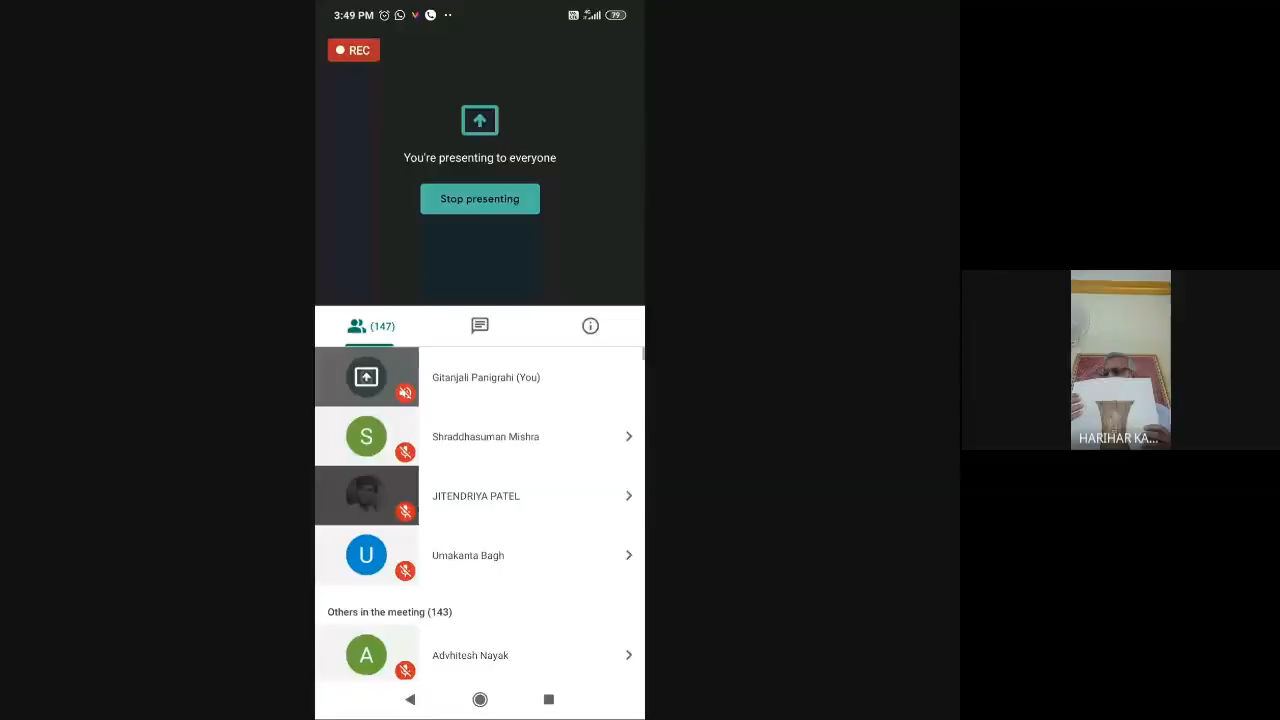 3:49 PM
79
REC
You're presenting to everyone
Stop presenting
(147)
Gitanjali Panigrahi (You)
S
Shraddhasuman Mishra
JITENDRIYA PATEL
U
Umakanta Bagh
Others in the meeting (143)
A
Advhitesh Nayak
HARIHAR KA...